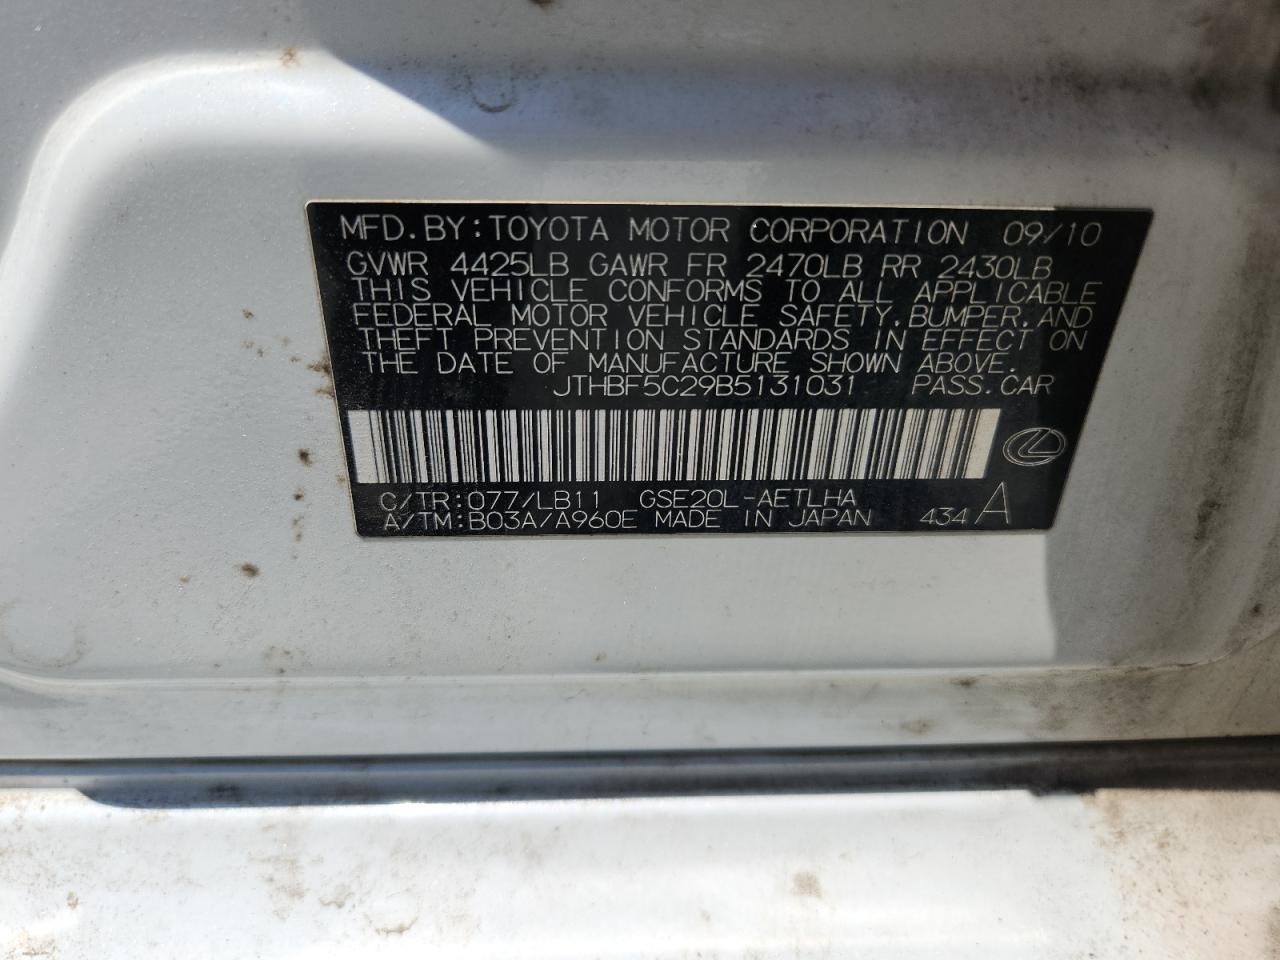 MFD. BY: TOYOTA MOTOR CORPORATION 09/10
GVWR 4425LB GAWR FR 2470LB RR 2430LB
THIS VEHICLE CONFORMS TO ALL APPLICABLE
FEDERAL MOTOR VEHICLE SAFETY, BUMPER, AND
THEFT PREVENTION STANDARDS IN EFFECT ON
THE DATE OF MANUFACTURE SHOWN ABOVE.
JTHBF5C29B5131031 PASS. CAR
C/TR: 077/LB11 GSE20L-AETLHA
A/TM: B03A/A960E MADE IN JAPAN 434 A